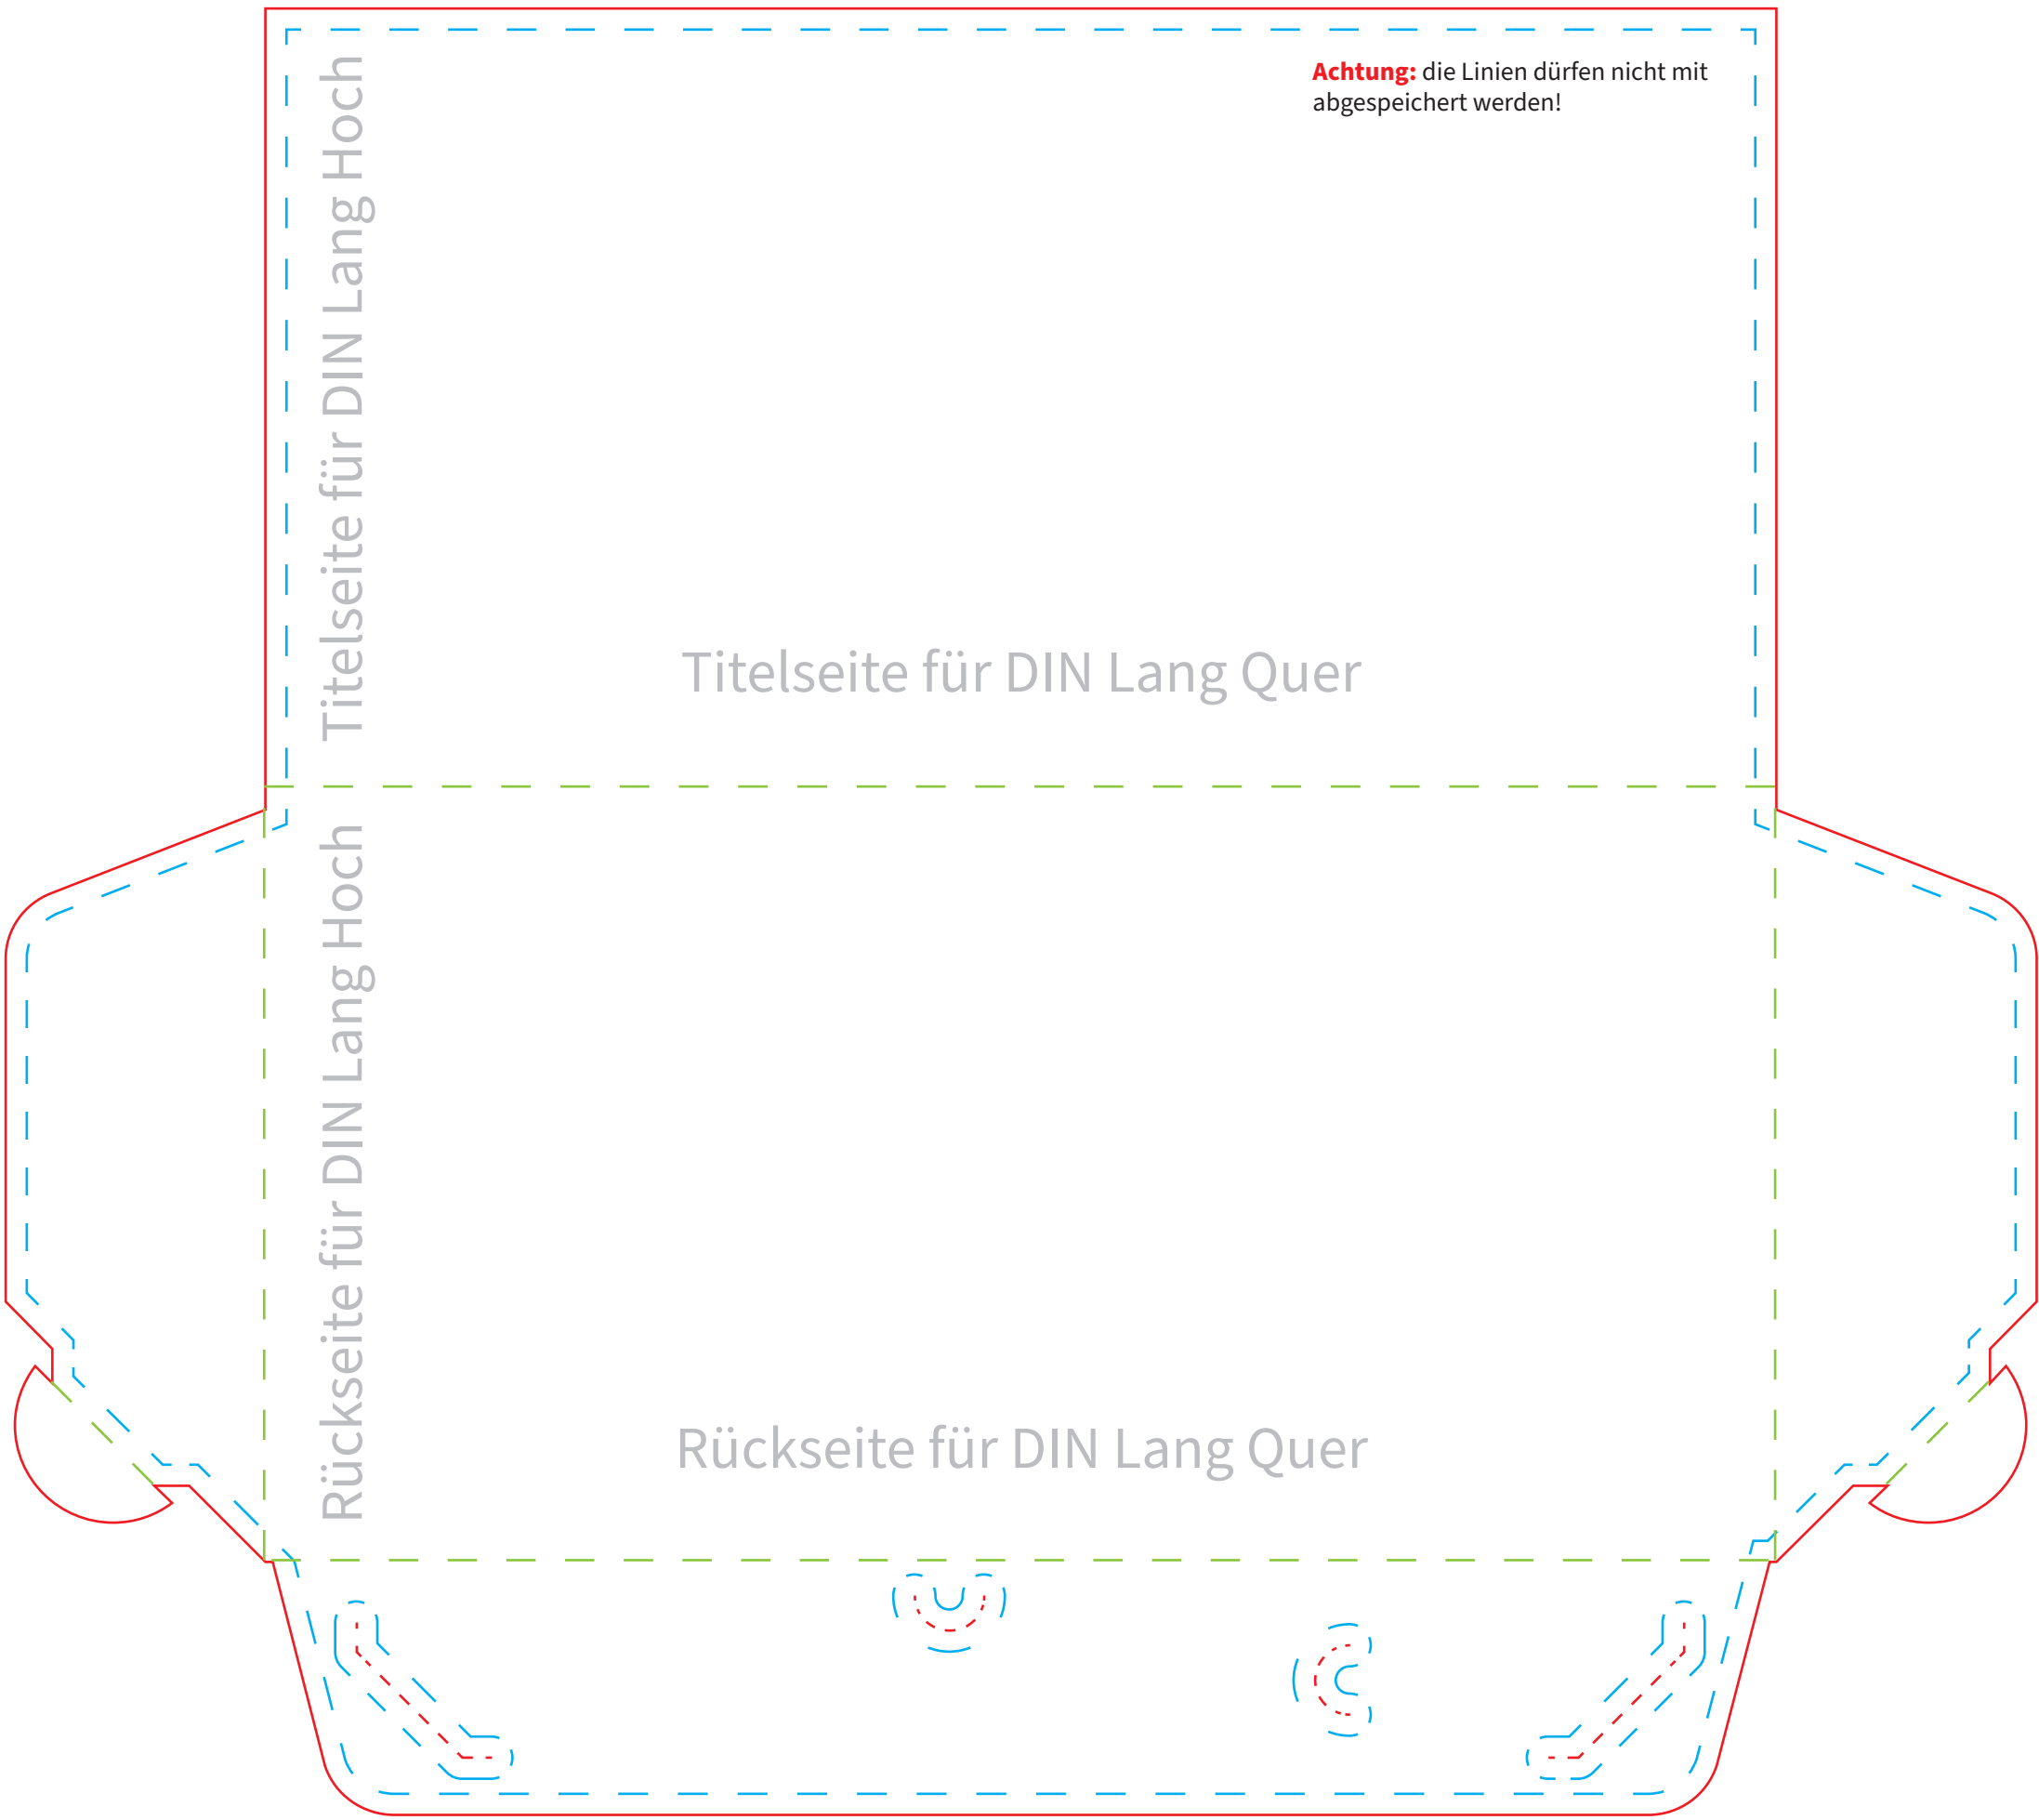 Achtung: die Linien dürfen nicht mit
abgespeichert werden!
Titelseite für DIN Lang Hoch
Titelseite für DIN Lang Quer
Rückseite für DIN Lang Hoch
Rückseite für DIN Lang Quer